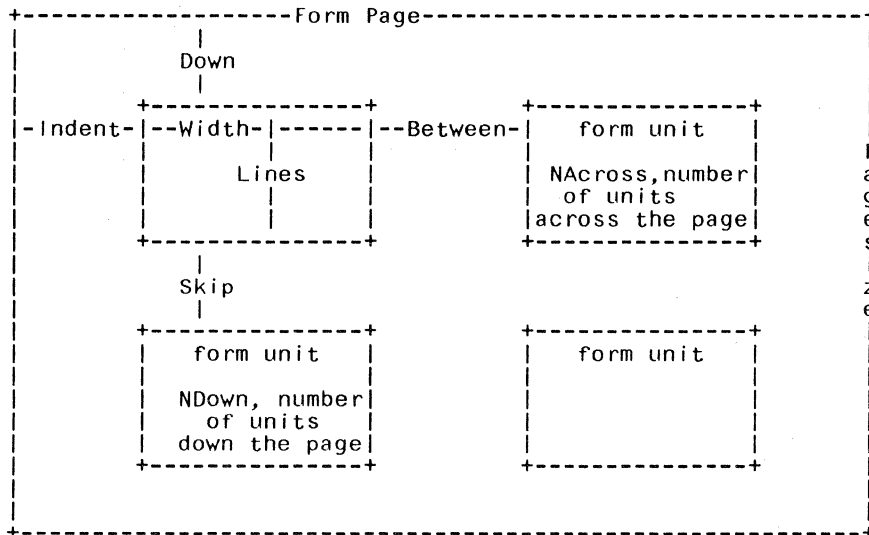 Form Page
Down
Indent Width Between form unit
Lines NAcross,number
of units
across the page
Skip
form unit form unit
NDown, number
of units
down the page